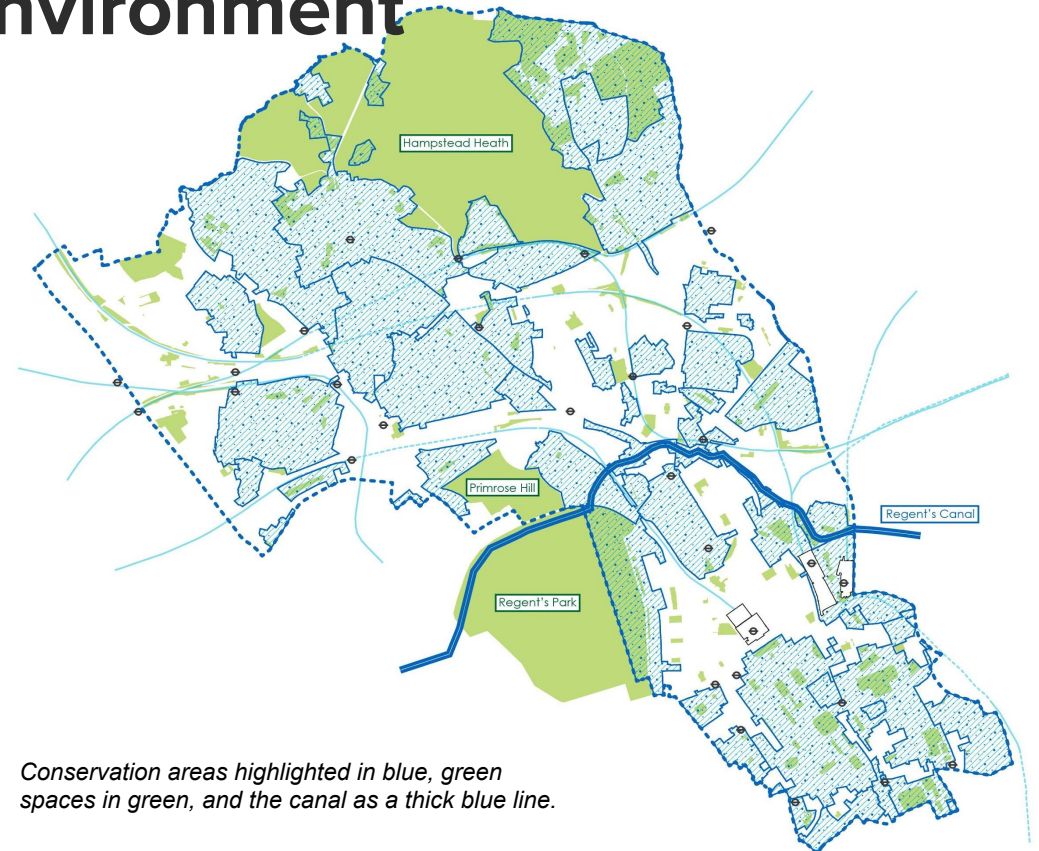 nvironment
Hampstead Heath
Primrose Hill
Regent's Canal
Regent's Park
Conservation areas highlighted in blue, green
spaces in green, and the canal as a thick blue line.